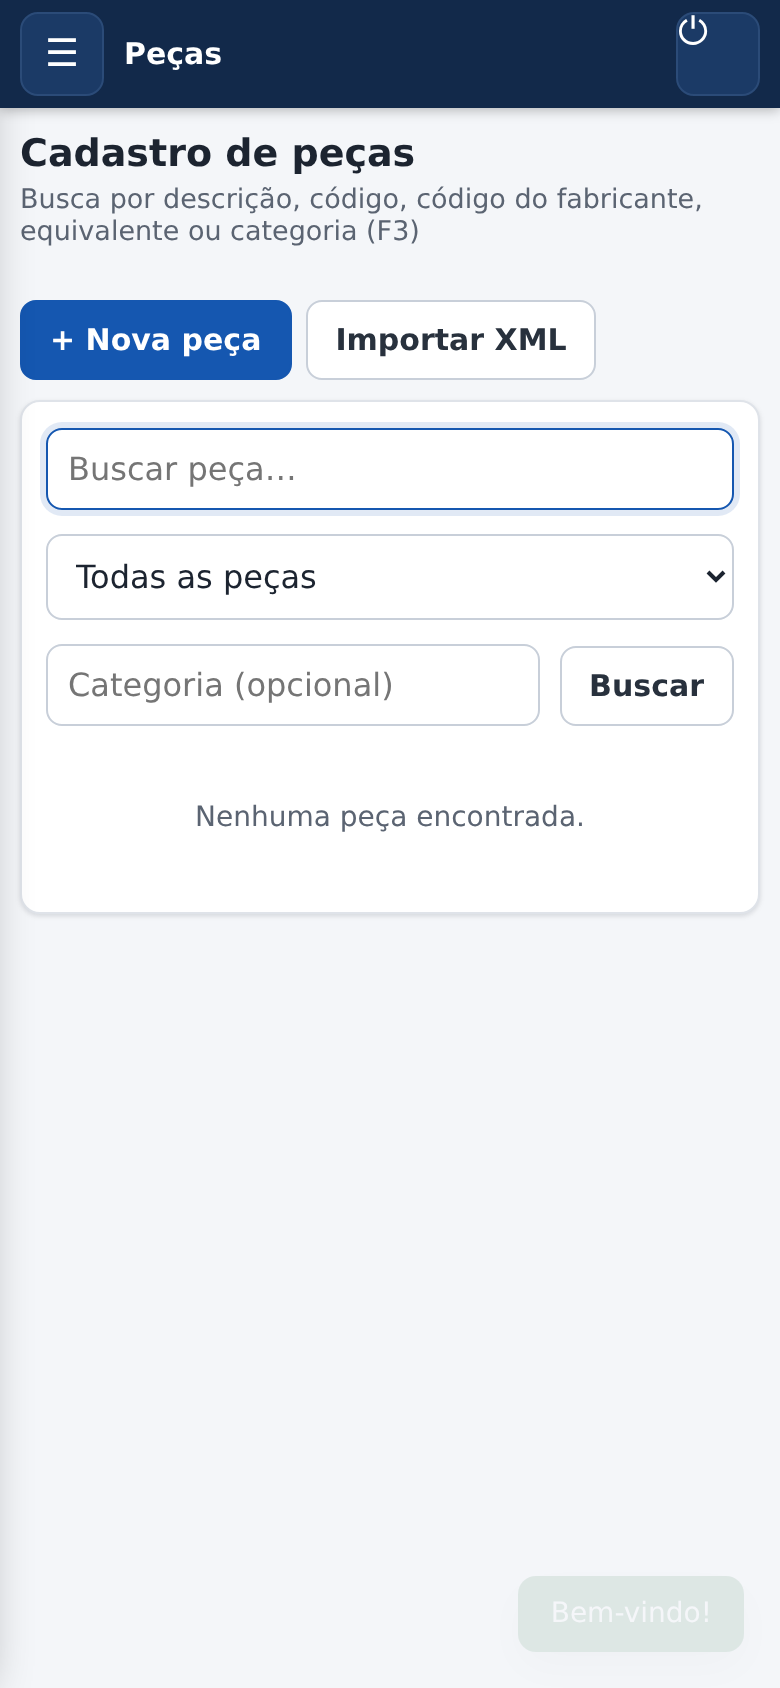 ☰ Peças
Cadastro de peças
Busca por descrição, código, código do fabricante,
equivalente ou categoria (F3)
+ Nova peça
Importar XML
Buscar peça...
Todas as peças
Categoria (opcional)
Buscar
Nenhuma peça encontrada.
Bem-vindo!